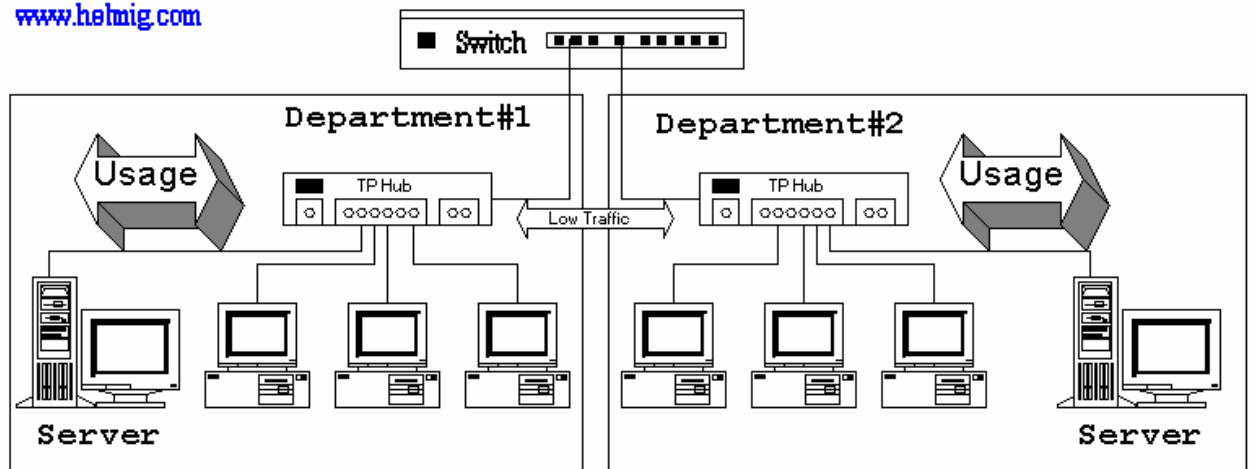 www.helmig.com
Switch
Department#1
Department#2
Usage
TP Hub
Low Traffic
TP Hub
Usage
Server
Server